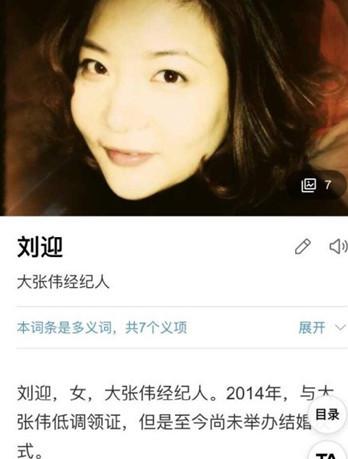 7
刘迎
大张伟经纪人
本词条是多义词，共7个义项 展开
刘迎，女，大张伟经纪人。2014年，与大
张伟低调领证，但是至今尚未举办结婚
式。
目录